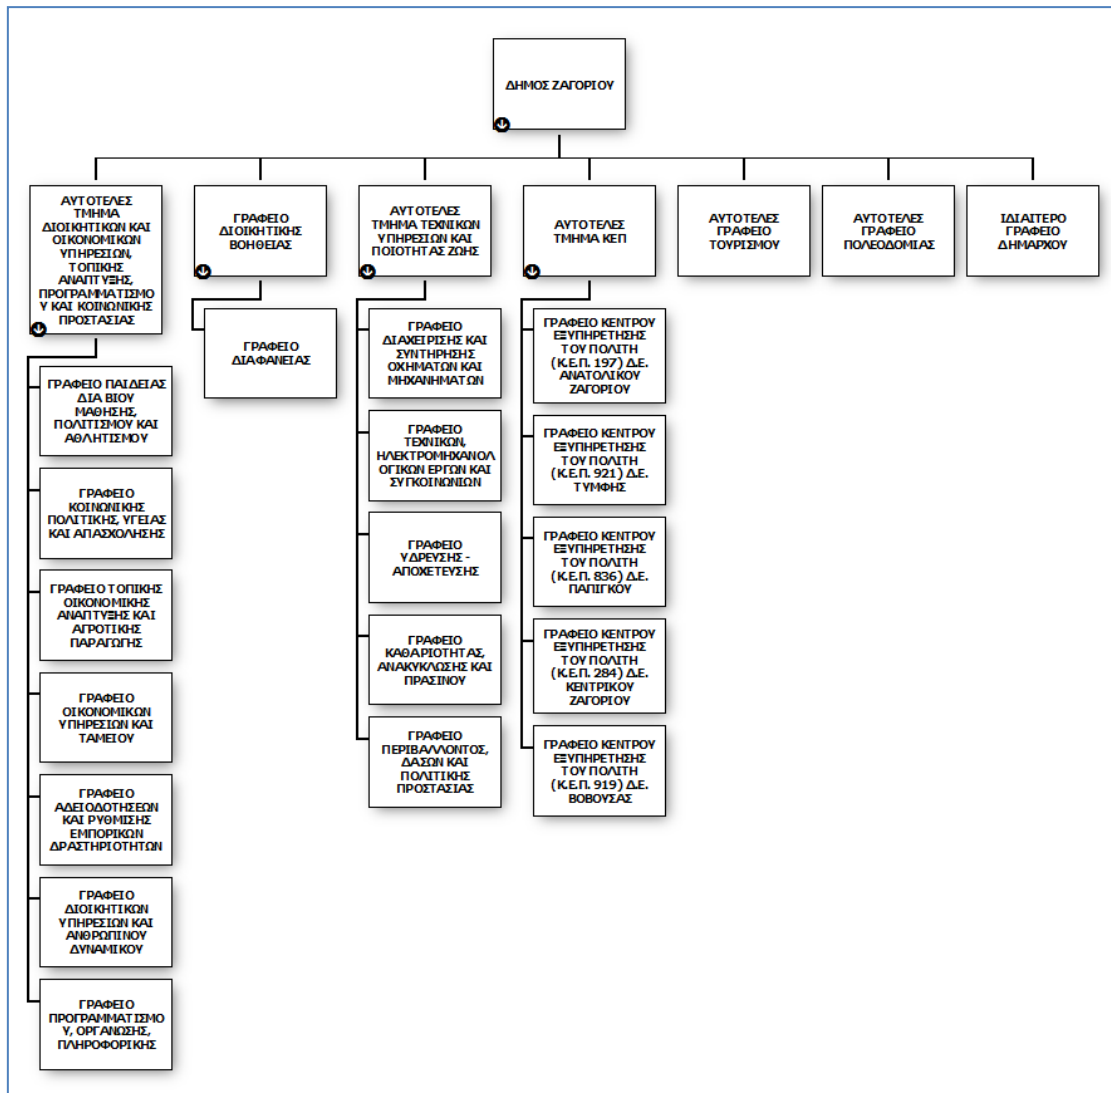 ΔΗΜΟΣ ΖΑΓΟΡΙΟΥ
ΑΥΤΟΤΕΛΕΣ
ΤΜΗΜΑ
ΔΙΟΙΚΗΤΙΚΩΝ ΚΑΙ
ΟΙΚΟΝΟΜΙΚΩΝ
ΥΠΗΡΕΣΙΩΝ,
ΤΟΠΙΚΗΣ
ΑΝΑΠΤΥΞΗΣ,
ΠΡΟΓΡΑΜΜΑΤΙΣΜΟ
Υ ΚΑΙ ΚΟΙΝΩΝΙΚΗΣ
ΠΡΟΣΤΑΣΙΑΣ
ΓΡΑΦΕΙΟ ΠΑΙΔΕΙΑΣ
ΔΙΑ ΒΙΟΥ
ΜΑΘΗΣΗΣ,
ΠΟΛΙΤΙΣΜΟΥ ΚΑΙ
ΑΘΛΗΤΙΣΜΟΥ
ΓΡΑΦΕΙΟ
ΚΟΙΝΩΝΙΚΗΣ
ΠΟΛΙΤΙΚΗΣ, ΥΓΕΙΑΣ
ΚΑΙ ΑΠΑΣΧΟΛΗΣΗΣ
ΓΡΑΦΕΙΟ ΤΟΠΙΚΗΣ
ΟΙΚΟΝΟΜΙΚΗΣ
ΑΝΑΠΤΥΞΗΣ ΚΑΙ
ΑΓΡΟΤΙΚΗΣ
ΠΑΡΑΓΩΓΗΣ
ΓΡΑΦΕΙΟ
ΟΙΚΟΝΟΜΙΚΩΝ
ΥΠΗΡΕΣΙΩΝ ΚΑΙ
ΤΑΜΕΙΟΥ
ΓΡΑΦΕΙΟ
ΑΔΕΙΟΔΟΤΗΣΕΩΝ
ΚΑΙ ΡΥΘΜΙΣΗΣ
ΕΜΠΟΡΙΚΩΝ
ΔΡΑΣΤΗΡΙΟΤΗΤΩΝ
ΓΡΑΦΕΙΟ
ΔΙΟΙΚΗΤΙΚΩΝ
ΥΠΗΡΕΣΙΩΝ ΚΑΙ
ΑΝΘΡΩΠΙΝΟΥ
ΔΥΝΑΜΙΚΟΥ
ΓΡΑΦΕΙΟ
ΠΡΟΓΡΑΜΜΑΤΙΣΜΟ
Υ, ΟΡΓΑΝΩΣΗΣ,
ΠΛΗΡΟΦΟΡΙΚΗΣ
ΓΡΑΦΕΙΟ
ΔΙΟΙΚΗΤΙΚΗΣ
ΒΟΗΘΕΙΑΣ
ΓΡΑΦΕΙΟ
ΔΙΑΦΑΝΕΙΑΣ
ΑΥΤΟΤΕΛΕΣ
ΤΜΗΜΑ ΤΕΧΝΙΚΩΝ
ΥΠΗΡΕΣΙΩΝ ΚΑΙ
ΠΟΙΟΤΗΤΑΣ ΖΩΗΣ
ΓΡΑΦΕΙΟ
ΔΙΑΧΕΙΡΙΣΗΣ ΚΑΙ
ΣΥΝΤΗΡΗΣΗΣ
ΟΧΗΜΑΤΩΝ ΚΑΙ
ΜΗΧΑΝΗΜΑΤΩΝ
ΓΡΑΦΕΙΟ
ΤΕΧΝΙΚΩΝ,
ΗΛΕΚΤΡΟΜΗΧΑΝΟΛ
ΟΓΙΚΩΝ ΕΡΓΩΝ ΚΑΙ
ΣΥΓΚΟΙΝΩΝΙΩΝ
ΓΡΑΦΕΙΟ
ΥΔΡΕΥΣΗΣ -
ΑΠΟΧΕΤΕΥΣΗΣ
ΓΡΑΦΕΙΟ
ΚΑΘΑΡΙΟΤΗΤΑΣ,
ΑΝΑΚΥΚΛΩΣΗΣ ΚΑΙ
ΠΡΑΣΙΝΟΥ
ΓΡΑΦΕΙΟ
ΠΕΡΙΒΑΛΛΟΝΤΟΣ,
ΔΑΣΩΝ ΚΑΙ
ΠΟΛΙΤΙΚΗΣ
ΠΡΟΣΤΑΣΙΑΣ
ΑΥΤΟΤΕΛΕΣ
ΤΜΗΜΑ ΚΕΠ
ΓΡΑΦΕΙΟ ΚΕΝΤΡΟΥ
ΕΞΥΠΗΡΕΤΗΣΗΣ
ΤΟΥ ΠΟΛΙΤΗ
(Κ.Ε.Π. 197) Δ.Ε.
ΑΝΑΤΟΛΙΚΟΥ
ΖΑΓΟΡΙΟΥ
ΓΡΑΦΕΙΟ ΚΕΝΤΡΟΥ
ΕΞΥΠΗΡΕΤΗΣΗΣ
ΤΟΥ ΠΟΛΙΤΗ
(Κ.Ε.Π. 921) Δ.Ε.
ΤΥΜΦΗΣ
ΓΡΑΦΕΙΟ ΚΕΝΤΡΟΥ
ΕΞΥΠΗΡΕΤΗΣΗΣ
ΤΟΥ ΠΟΛΙΤΗ
(Κ.Ε.Π. 836) Δ.Ε.
ΠΑΠΙΓΚΟΥ
ΓΡΑΦΕΙΟ ΚΕΝΤΡΟΥ
ΕΞΥΠΗΡΕΤΗΣΗΣ
ΤΟΥ ΠΟΛΙΤΗ
(Κ.Ε.Π. 284) Δ.Ε.
ΚΕΝΤΡΙΚΟΥ
ΖΑΓΟΡΙΟΥ
ΓΡΑΦΕΙΟ ΚΕΝΤΡΟΥ
ΕΞΥΠΗΡΕΤΗΣΗΣ
ΤΟΥ ΠΟΛΙΤΗ
(Κ.Ε.Π. 919) Δ.Ε.
ΒΟΒΟΥΣΑΣ
ΑΥΤΟΤΕΛΕΣ
ΓΡΑΦΕΙΟ
ΤΟΥΡΙΣΜΟΥ
ΑΥΤΟΤΕΛΕΣ
ΓΡΑΦΕΙΟ
ΠΟΛΕΟΔΟΜΙΑΣ
ΙΔΙΑΙΤΕΡΟ
ΓΡΑΦΕΙΟ
ΔΗΜΑΡΧΟΥ